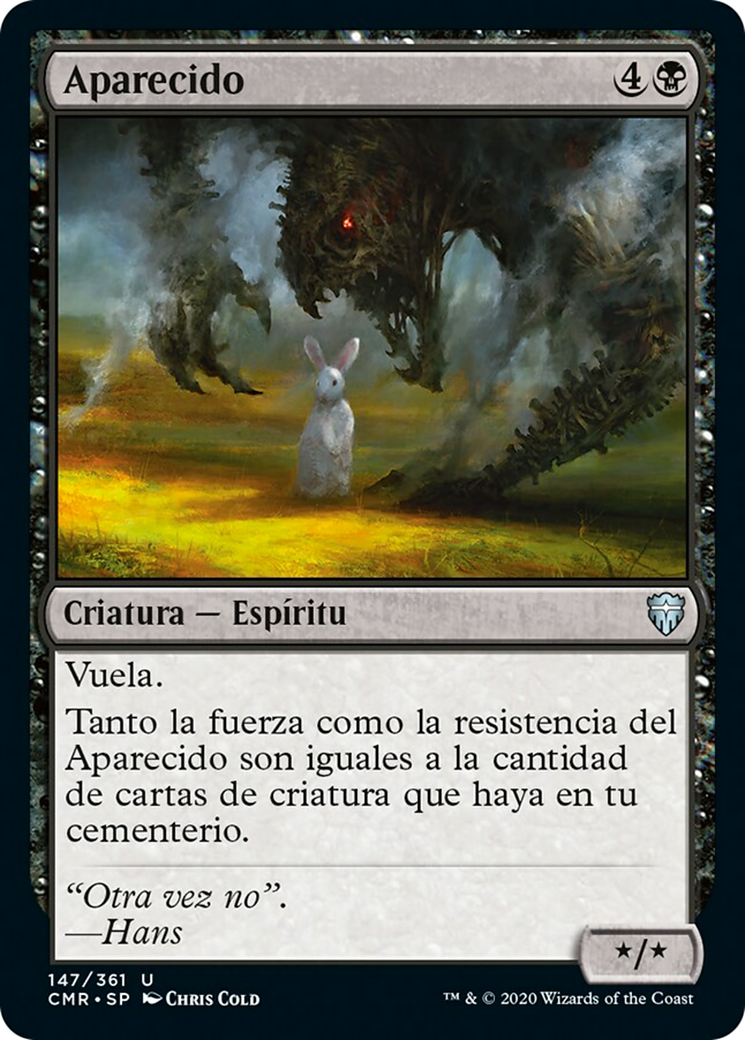 Aparecido
4
Criatura — Espíritu
Vuela.
Tanto la fuerza como la resistencia del
Aparecido son iguales a la cantidad
de cartas de criatura que haya en tu
cementerio.
“Otra vez no”.
—Hans
★/★
147/361 U
CMR • SP Chris Cold
™ & © 2020 Wizards of the Coast